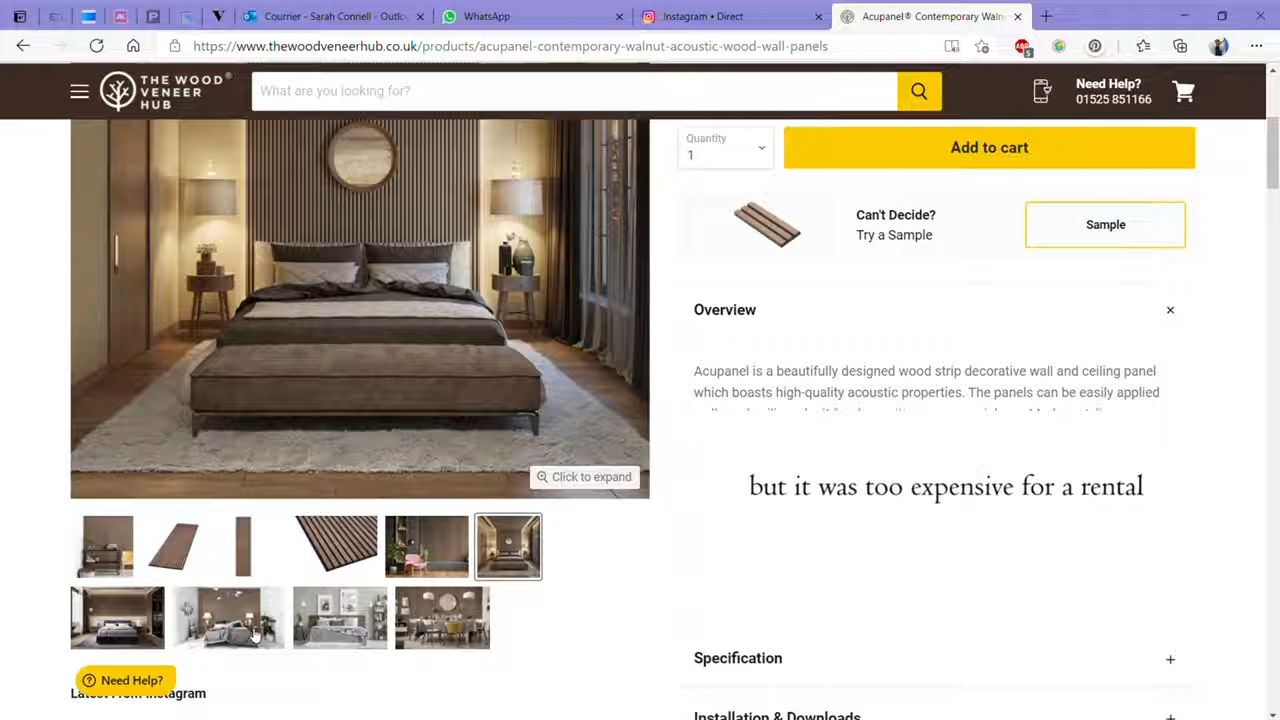 Courrier - Sarah Connell - Outlo
WhatsApp
Instagram • Direct
Acupanel® Contemporary Waln
https://www.thewoodveneerhub.co.uk/products/acupanel-contemporary-walnut-acoustic-wood-wall-panels
THE WOOD®
VENEER
HUB
What are you looking for?
Need Help?
01525 851166
Quantity
1
Add to cart
Can't Decide?
Try a Sample
Sample
Overview
Acupanel is a beautifully designed wood strip decorative wall and ceiling panel
which boasts high-quality acoustic properties. The panels can be easily applied
but it was too expensive for a rental
Click to expand
Specification
Need Help?
Latest From Instagram
Installation & Downloads